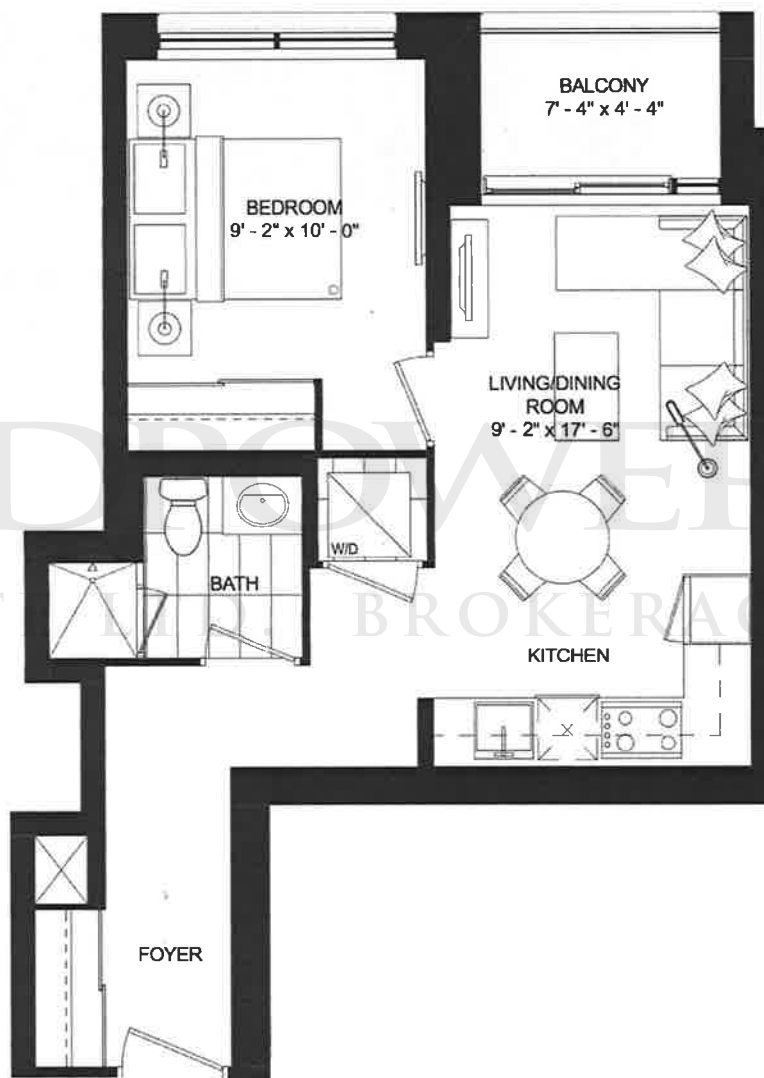 BALCONY
7' - 4" x 4' - 4"
BEDROOM
9' - 2" x 10' - 0"
LIVING/DINING
ROOM
9' - 2" x 17' - 6"
W/D
BATH
KITCHEN
FOYER
BROKERAG